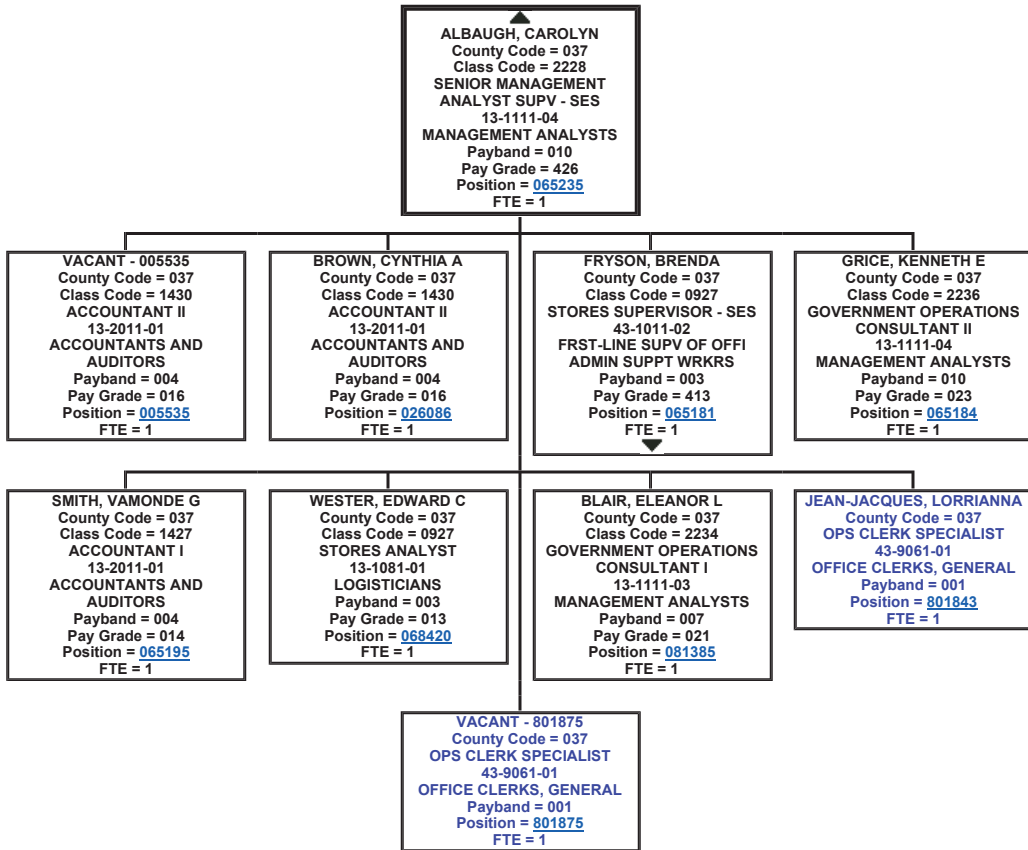 ALBAUGH, CAROLYN
County Code = 037
Class Code = 2228
SENIOR MANAGEMENT
ANALYST SUPV - SES
13-1111-04
MANAGEMENT ANALYSTS
Payband = 010
Pay Grade = 426
Position = 065235
FTE = 1
VACANT - 005535
County Code = 037
Class Code = 1430
ACCOUNTANT II
13-2011-01
ACCOUNTANTS AND
AUDITORS
Payband = 004
Pay Grade = 016
Position = 005535
FTE = 1
BROWN, CYNTHIA A
County Code = 037
Class Code = 1430
ACCOUNTANT II
13-2011-01
ACCOUNTANTS AND
AUDITORS
Payband = 004
Pay Grade = 016
Position = 026086
FTE = 1
FRYSON, BRENDA
County Code = 037
Class Code = 0927
STORES SUPERVISOR - SES
43-1011-02
FRST-LINE SUPV OF OFFI
ADMIN SUPPT WRKRS
Payband = 003
Pay Grade = 413
Position = 065181
FTE = 1
GRICE, KENNETH E
County Code = 037
Class Code = 2236
GOVERNMENT OPERATIONS
CONSULTANT II
13-1111-04
MANAGEMENT ANALYSTS
Payband = 010
Pay Grade = 023
Position = 065184
FTE = 1
SMITH, VAMONDE G
County Code = 037
Class Code = 1427
ACCOUNTANT I
13-2011-01
ACCOUNTANTS AND
AUDITORS
Payband = 004
Pay Grade = 014
Position = 065195
FTE = 1
WESTER, EDWARD C
County Code = 037
Class Code = 0927
STORES ANALYST
13-1081-01
LOGISTICIANS
Payband = 003
Pay Grade = 013
Position = 068420
FTE = 1
BLAIR, ELEANOR L
County Code = 037
Class Code = 2234
GOVERNMENT OPERATIONS
CONSULTANT I
13-1111-03
MANAGEMENT ANALYSTS
Payband = 007
Pay Grade = 021
Position = 081385
FTE = 1
JEAN-JACQUES, LORRIANNA
County Code = 037
OPS CLERK SPECIALIST
43-9061-01
OFFICE CLERKS, GENERAL
Payband = 001
Position = 801843
FTE = 1
VACANT - 801875
County Code = 037
OPS CLERK SPECIALIST
43-9061-01
OFFICE CLERKS, GENERAL
Payband = 001
Position = 801875
FTE = 1